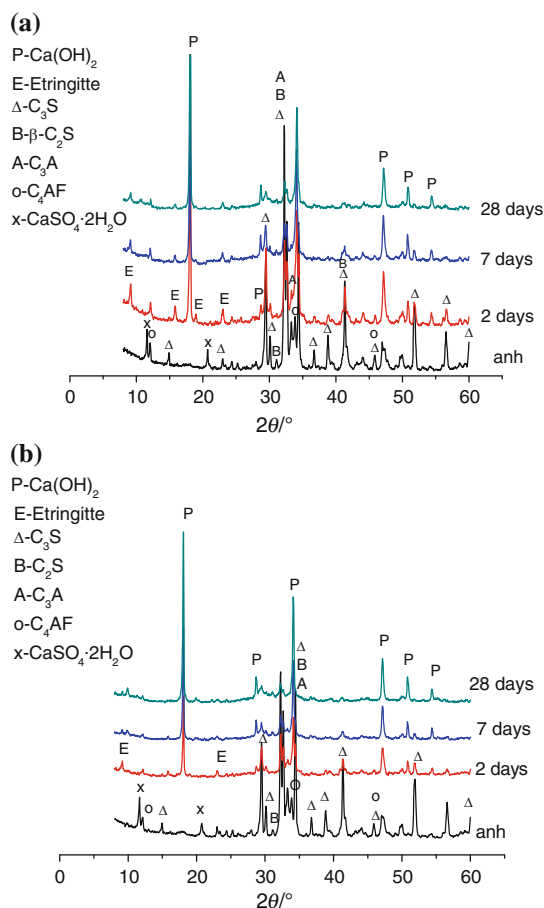 (a)
P-Ca(OH)₂
E-Etringitte
Δ-C₃S
B-β-C₂S
A-C₃A
o-C₄AF
x-CaSO₄·2H₂O
P
A
B
Δ
P
P
P
P
28 days
Δ
7 days
E
E
E
E
P
A
B
Δ
Δ
Δ
2 days
x
o
Δ
x
Δ
Δ
B
o
Δ
Δ
o
Δ
Δ
anh
0 10 20 30 40 50 60
2θ/°
(b)
P-Ca(OH)₂
E-Etringitte
Δ-C₃S
B-C₂S
A-C₃A
o-C₄AF
x-CaSO₄·2H₂O
P
P
P
Δ
B
A
P
P
P
28 days
7 days
E
E
Δ
Δ
Δ
2 days
x
o
Δ
x
Δ
B
O
Δ
Δ
o
Δ
Δ
anh
0 10 20 30 40 50 60
2θ/°